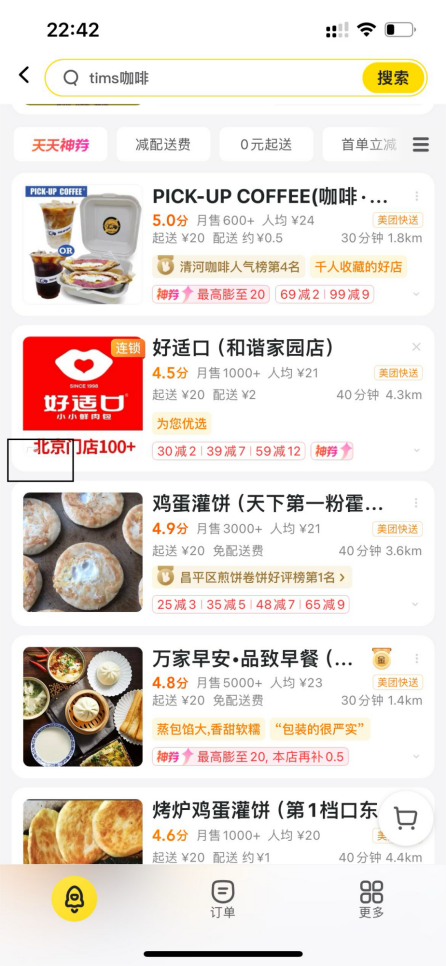 22:42
tims咖啡
搜索
天天神券
减配送费
0元起送
首单立减
PICK-UP COFFEE
OR
PICK-UP COFFEE(咖啡·...
5.0分 月售600+ 人均 ¥24
美团快送
起送 ¥20 配送 约¥0.5
30分钟 1.8km
清河咖啡人气榜第4名
千人收藏的好店
神券 最高膨至20
69减2 99减9
连锁
SINCE 1998
好适口
小小鲜肉包
北京门店100+
好适口（和谐家园店）
4.5分 月售1000+ 人均 ¥21
美团快送
起送 ¥20 配送 ¥2
40分钟 4.3km
为您优选
30减2 39减7 59减12
神券
鸡蛋灌饼（天下第一粉霍...
4.9分 月售3000+ 人均 ¥21
美团快送
起送 ¥20 免配送费
40分钟 3.6km
昌平区煎饼卷饼好评榜第1名
25减3 35减5 48减7 65减9
万家早安•品致早餐（...
4.8分 月售5000+ 人均 ¥23
美团快送
起送 ¥20 免配送费
30分钟 1.4km
蒸包馅大,香甜软糯
“包装的很严实”
神券 最高膨至20, 本店再补0.5
烤炉鸡蛋灌饼（第1档口东
4.6分 月售1000+ 人均 ¥20
起送 ¥20 配送 约¥1
40分钟 4.4km
订单
更多